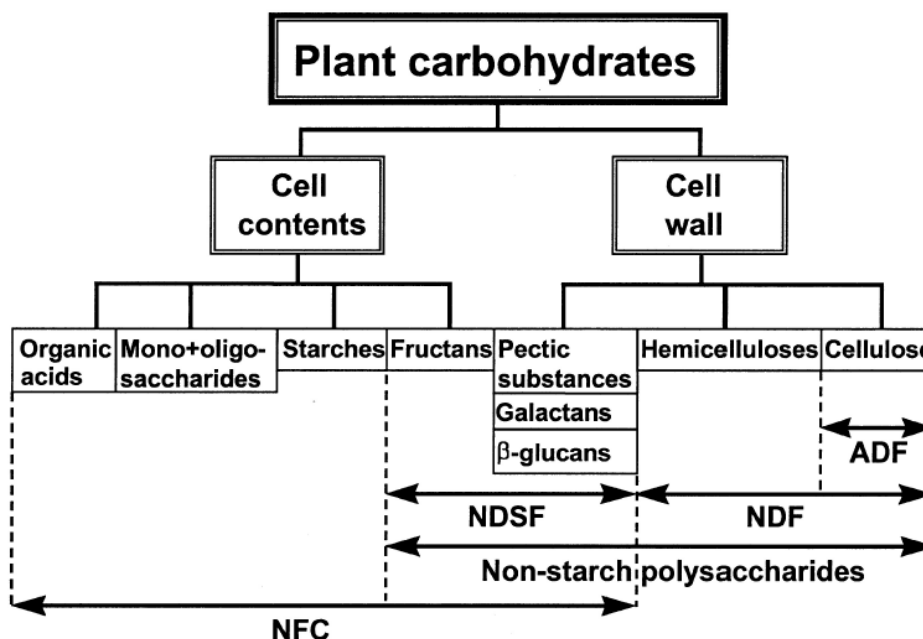 Plant carbohydrates
Cell
contents
Cell
wall
Organic
acids
Mono+oligo-
saccharides
Starches
Fructans
Pectic
substances
Galactans
β-glucans
Hemicelluloses
Cellulose
ADF
NDSF
NDF
Non-starch polysaccharides
NFC